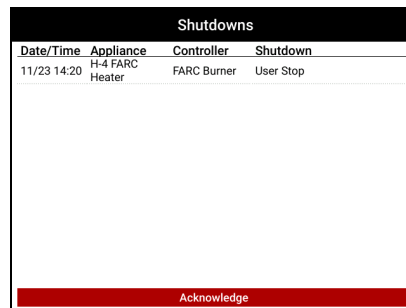 Shutdowns
Date/Time Appliance Controller Shutdown
11/23 14:20 H-4 FARC Heater FARC Burner User Stop
Acknowledge